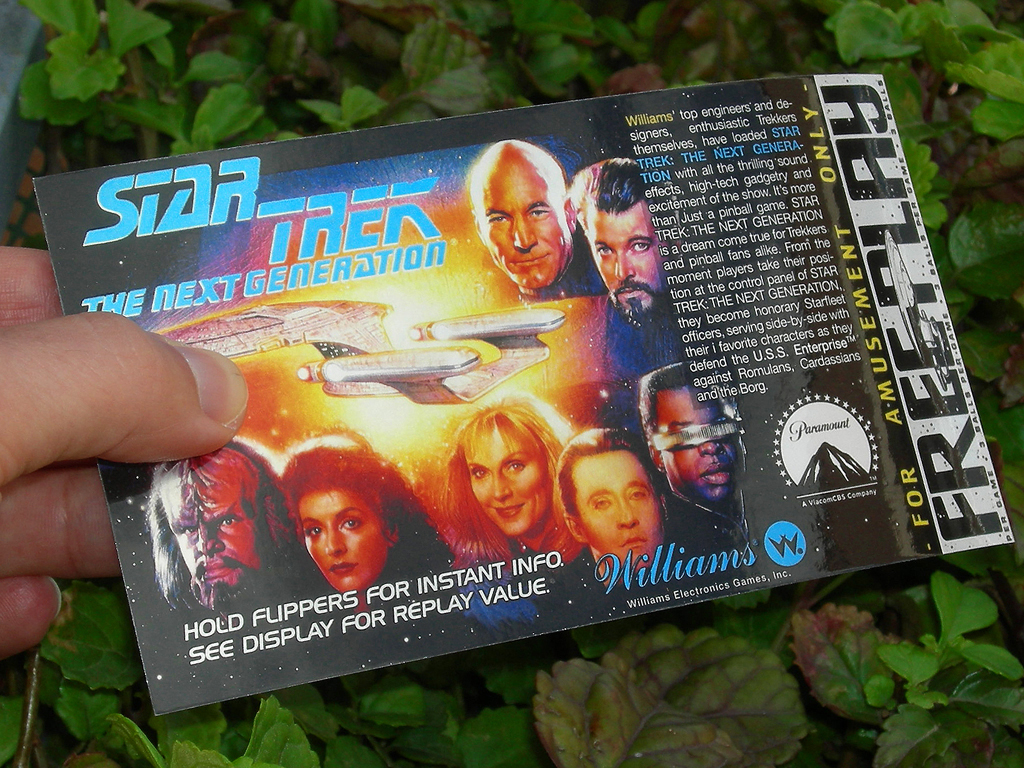 STAR
TREK
THE NEXT GENERATION
Williams' top engineers and de-
signers, enthusiastic Trekkers
themselves, have loaded STAR
TREK: THE NEXT GENERA-
TION with all the thrilling sound
effects, high-tech gadgetry and
excitement of the show. It's more
than Just a pinball game. STAR
TREK: THE NEXT GENERATION
is a dream come true for Trekkers
and pinball fans alike. From the
moment players take their posi-
tion at the control panel of STAR
TREK: THE NEXT GENERATION,
they become honorary Starfleet
officers, serving side-by-side with
their i favorite characters as they
defend the U.S.S. Enterprise™
against Romulans, Cardassians
and the Borg.
Paramount
TM
A ViacomCBS Company
HOLD FLIPPERS FOR INSTANT INFO.
SEE DISPLAY FOR REPLAY VALUE.
Williams W
Williams Electronics Games, Inc.
- FOR AMUSEMENT ONLY -
FREE PLAY
BALLS PER GAME